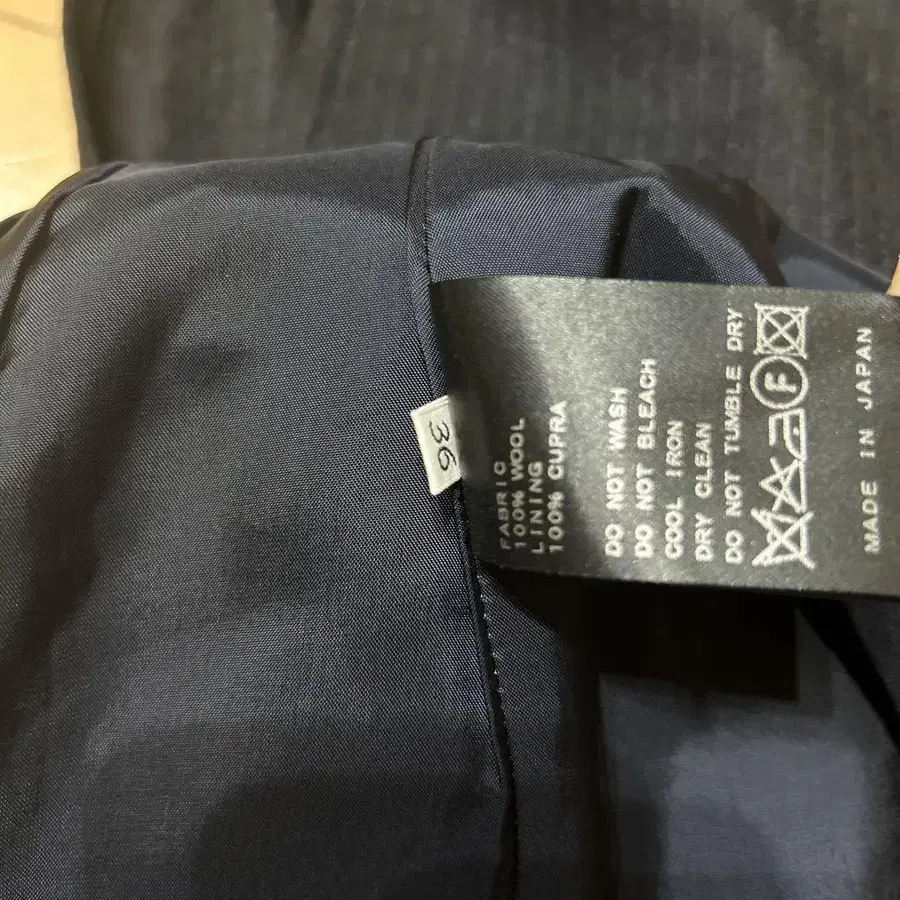 36
FABRIC
100% WOOL
LINING
100% CUPRA
DO NOT WASH
DO NOT BLEACH
COOL IRON
DRY CLEAN
DO NOT TUMBLE DRY
F
MADE IN JAPAN